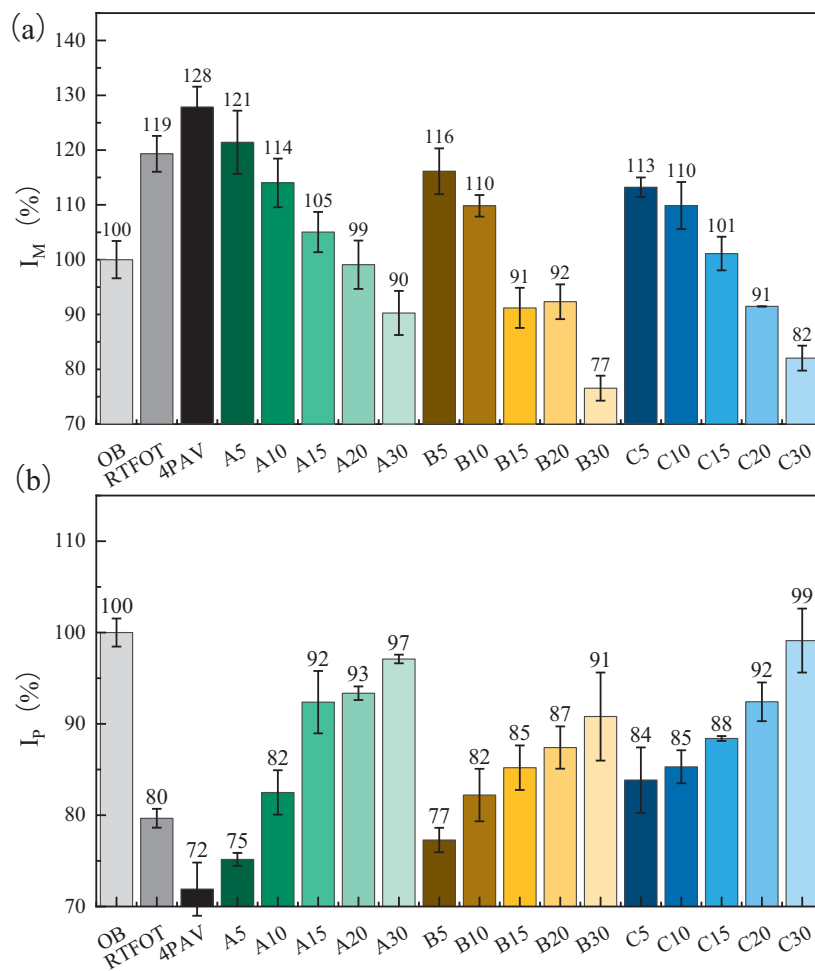 (a)
I_M (%)
145
140
130
120
110
100
90
80
70
100
119
128
121
114
105
99
90
116
110
91
92
77
113
110
101
91
82
OB
RTFOT
4PAV
A5
A10
A15
A20
A30
B5
B10
B15
B20
B30
C5
C10
C15
C20
C30
(b)
I_P (%)
110
100
90
80
70
100
80
72
75
82
92
93
97
77
82
85
87
91
84
85
88
92
99
OB
RTFOT
4PAV
A5
A10
A15
A20
A30
B5
B10
B15
B20
B30
C5
C10
C15
C20
C30